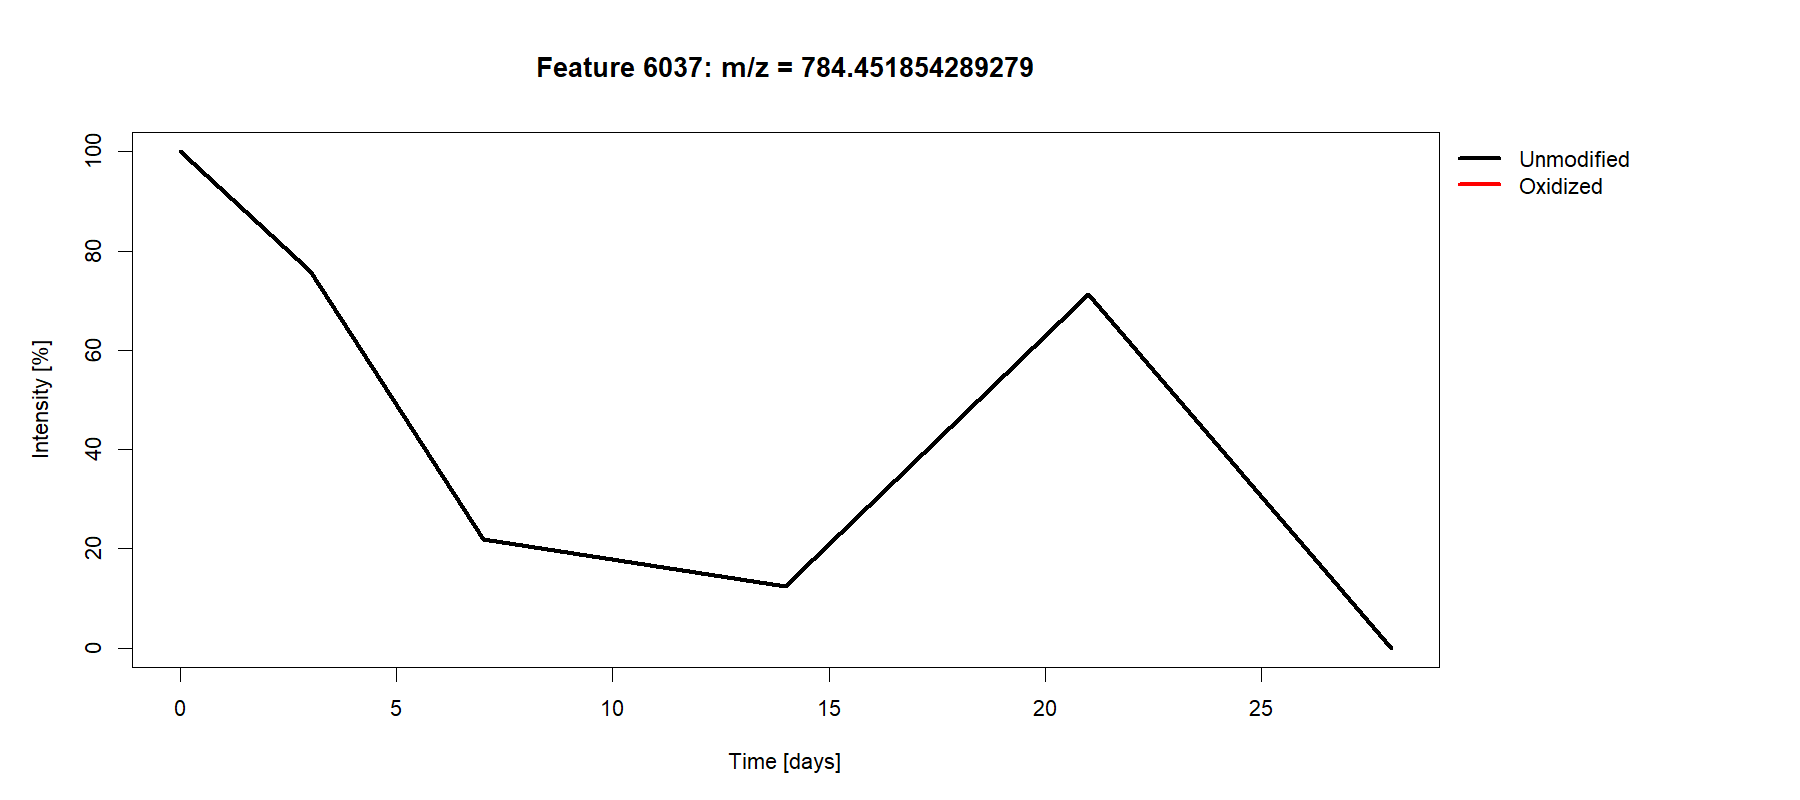 Feature 6037: m/z = 784.451854289279
Unmodified
Oxidized
Intensity [%]
100
80
60
40
20
0
0 5 10 15 20 25
Time [days]